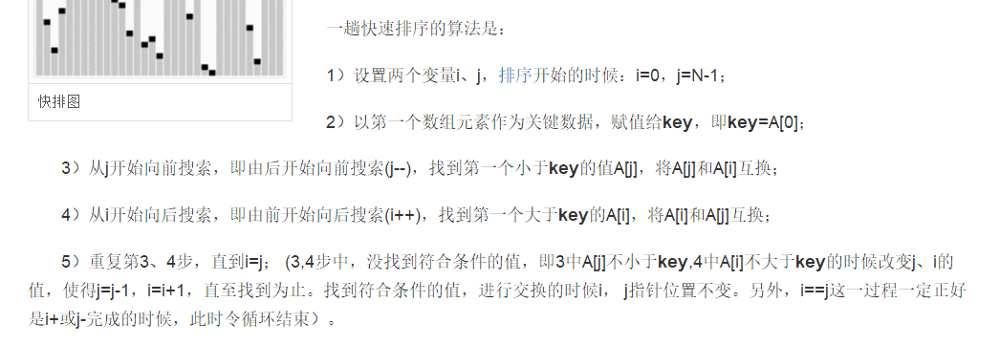 一趟快速排序的算法是：
1）设置两个变量i、j，排序开始的时候：i=0，j=N-1；
快排图
2）以第一个数组元素作为关键数据，赋值给key，即key=A[0]；
3）从j开始向前搜索，即由后开始向前搜索(j--)，找到第一个小于key的值A[j]，将A[j]和A[i]互换；
4）从i开始向后搜索，即由前开始向后搜索(i++)，找到第一个大于key的A[i]，将A[i]和A[j]互换；
5）重复第3、4步，直到i=j； (3,4步中，没找到符合条件的值，即3中A[j]不小于key,4中A[i]不大于key的时候改变j、i的
值，使得j=j-1，i=i+1，直至找到为止。找到符合条件的值，进行交换的时候i， j指针位置不变。另外，i==j这一过程一定正好
是i+或j-完成的时候，此时令循环结束）。